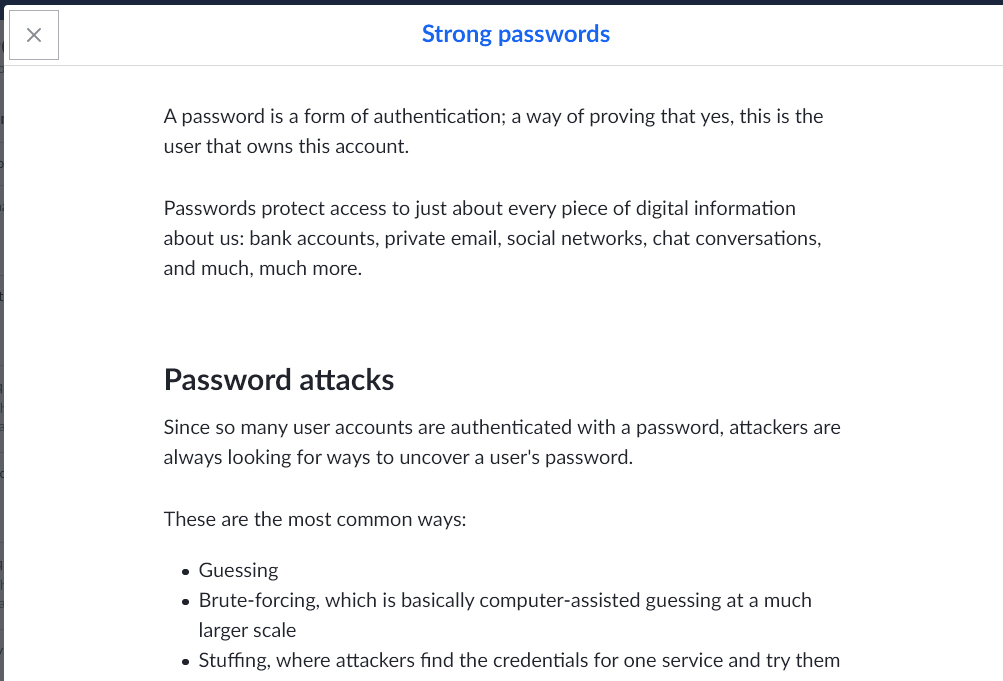 Strong passwords
A password is a form of authentication; a way of proving that yes, this is the
user that owns this account.
Passwords protect access to just about every piece of digital information
about us: bank accounts, private email, social networks, chat conversations,
and much, much more.
Password attacks
Since so many user accounts are authenticated with a password, attackers are
always looking for ways to uncover a user's password.
These are the most common ways:
• Guessing
• Brute-forcing, which is basically computer-assisted guessing at a much
larger scale
• Stuffing, where attackers find the credentials for one service and try them